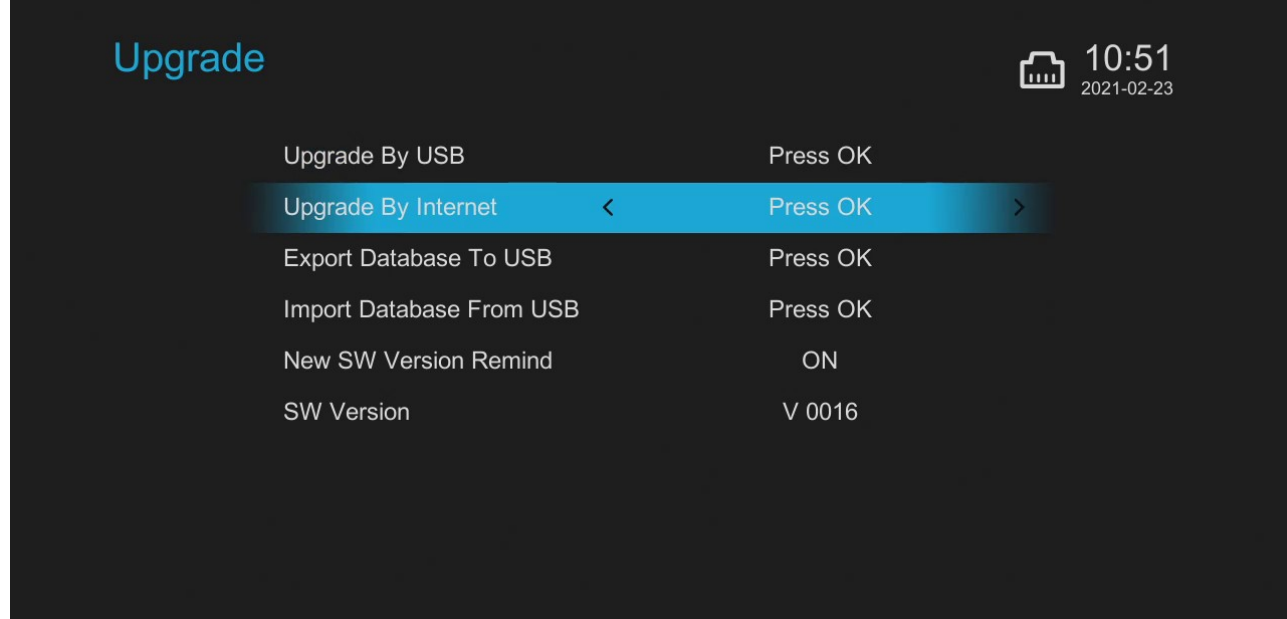 Upgrade
10:51
2021-02-23
Upgrade By USB Press OK
Upgrade By Internet < Press OK >
Export Database To USB Press OK
Import Database From USB Press OK
New SW Version Remind ON
SW Version V 0016